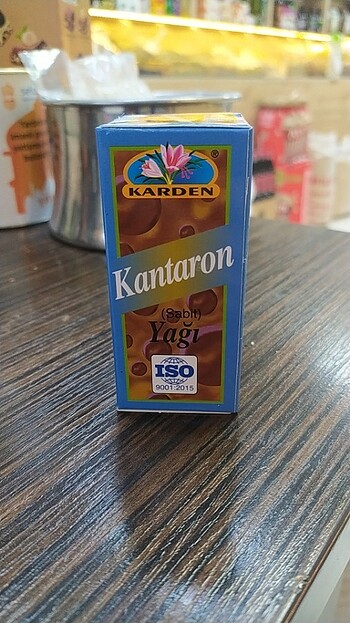 KARDEN
Kantaron
(Sabit)
Yağı
ISO
9001:2015